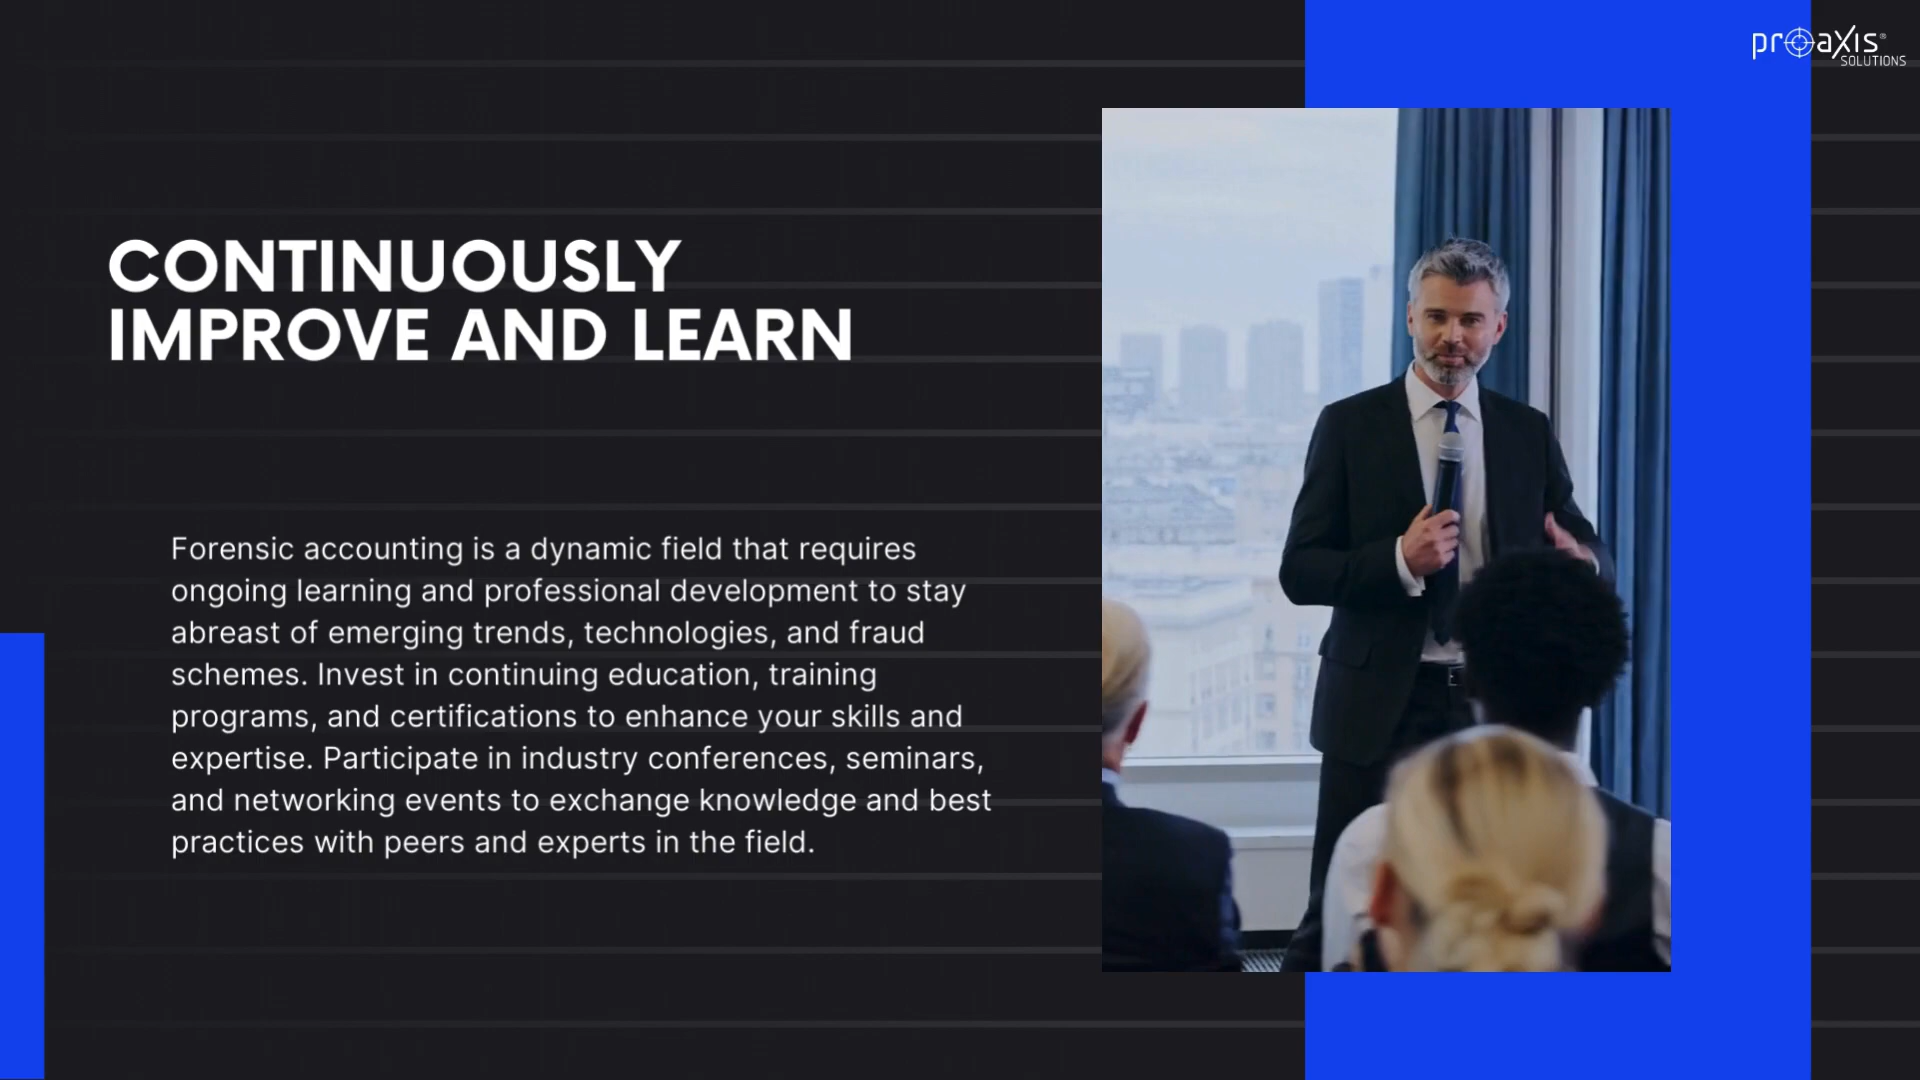 proaxis®
SOLUTIONS
CONTINUOUSLY
IMPROVE AND LEARN
Forensic accounting is a dynamic field that requires
ongoing learning and professional development to stay
abreast of emerging trends, technologies, and fraud
schemes. Invest in continuing education, training
programs, and certifications to enhance your skills and
expertise. Participate in industry conferences, seminars,
and networking events to exchange knowledge and best
practices with peers and experts in the field.